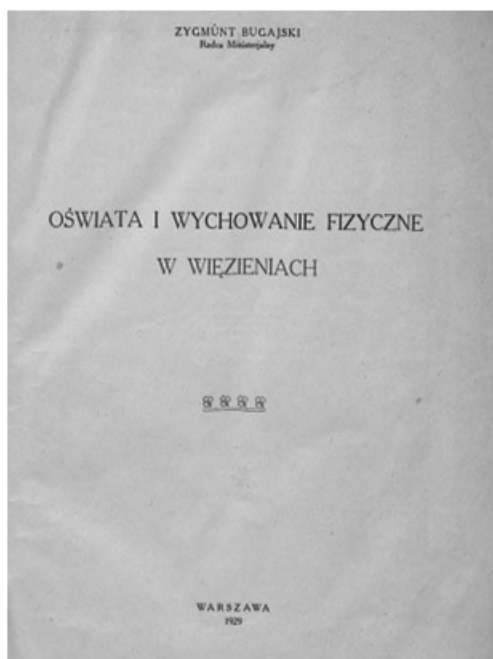 ZYGMUNT BUGAJSKI
Radca Ministerjalny
OŚWIATA I WYCHOWANIE FIZYCZNE
W WIĘZIENIACH
WARSZAWA
1929